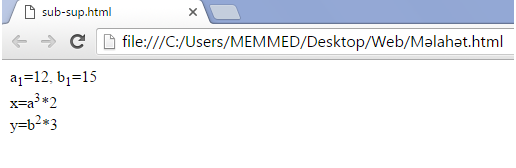 sub-sup.html
file:///C:/Users/MEMMED/Desktop/Web/Məlahət.html
a₁=12, b₁=15
x=a³*2
y=b²*3